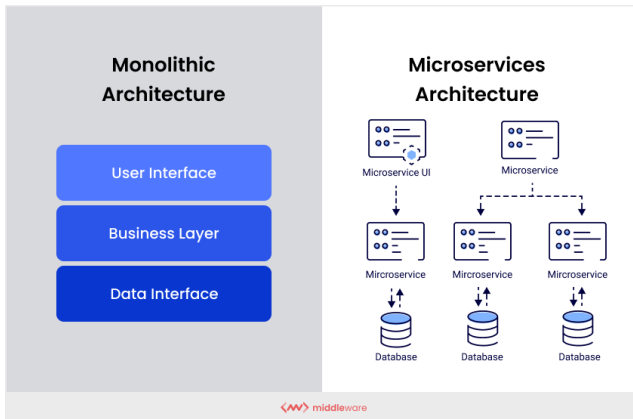 Monolithic
Architecture
User Interface
Business Layer
Data Interface
Microservices
Architecture
Microservice UI
Microservice
Mircroservice
Mircroservice
Mircroservice
Database
Database
Database
middleware